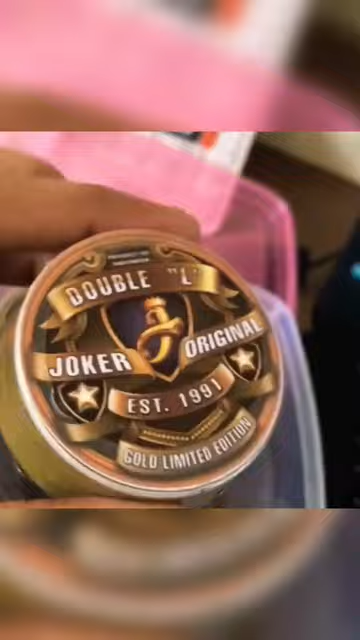 DOUBLE "L"
JOKER ORIGINAL
EST. 1991
GOLD LIMITED EDITION